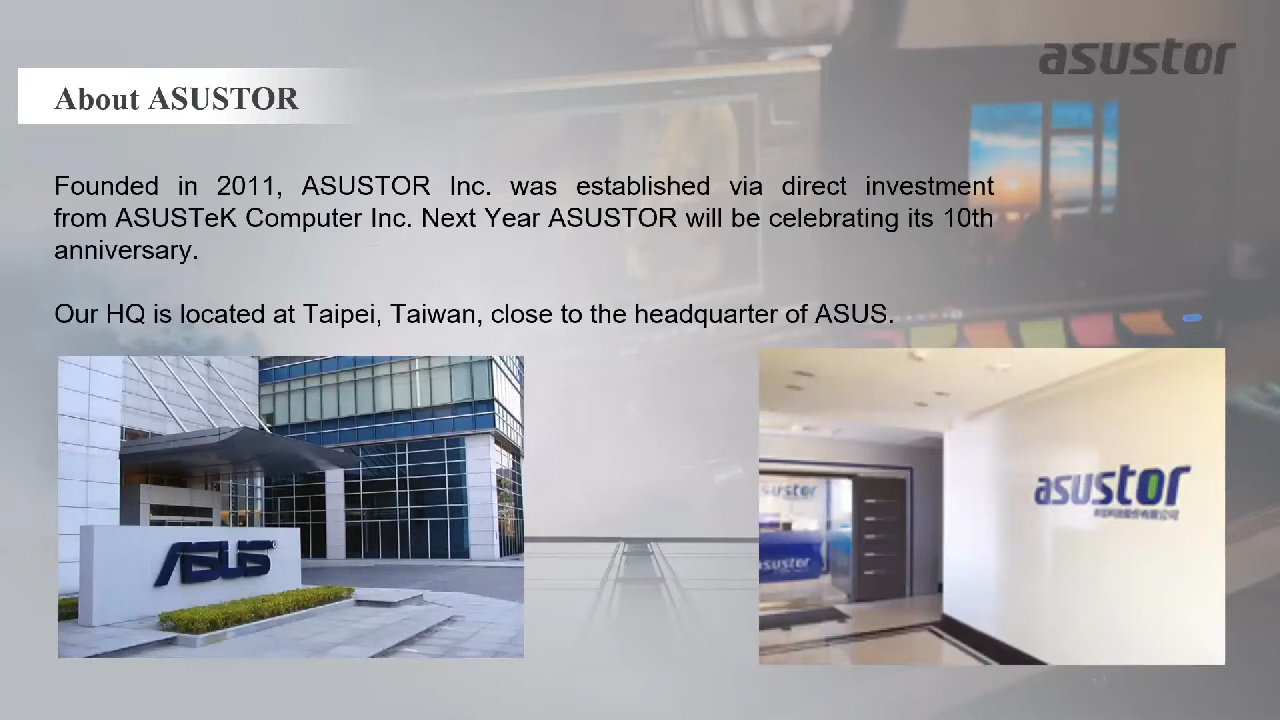 asustor
About ASUSTOR
Founded in 2011, ASUSTOR Inc. was established via direct investment
from ASUSTeK Computer Inc. Next Year ASUSTOR will be celebrating its 10th
anniversary.
Our HQ is located at Taipei, Taiwan, close to the headquarter of ASUS.
ASUS
asustor
asustor
asustor